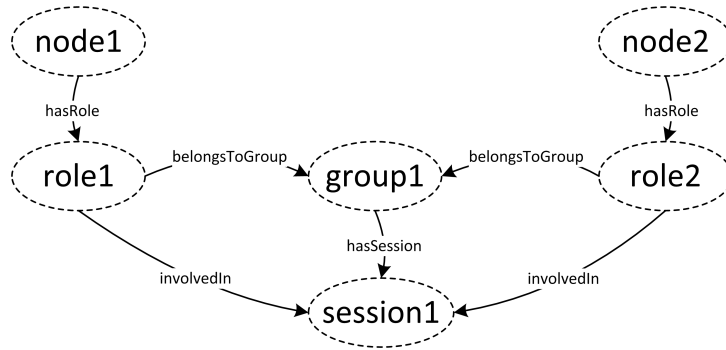 node1
node2
hasRole
hasRole
belongsToGroup
belongsToGroup
role1
group1
role2
hasSession
involvedIn
involvedIn
session1